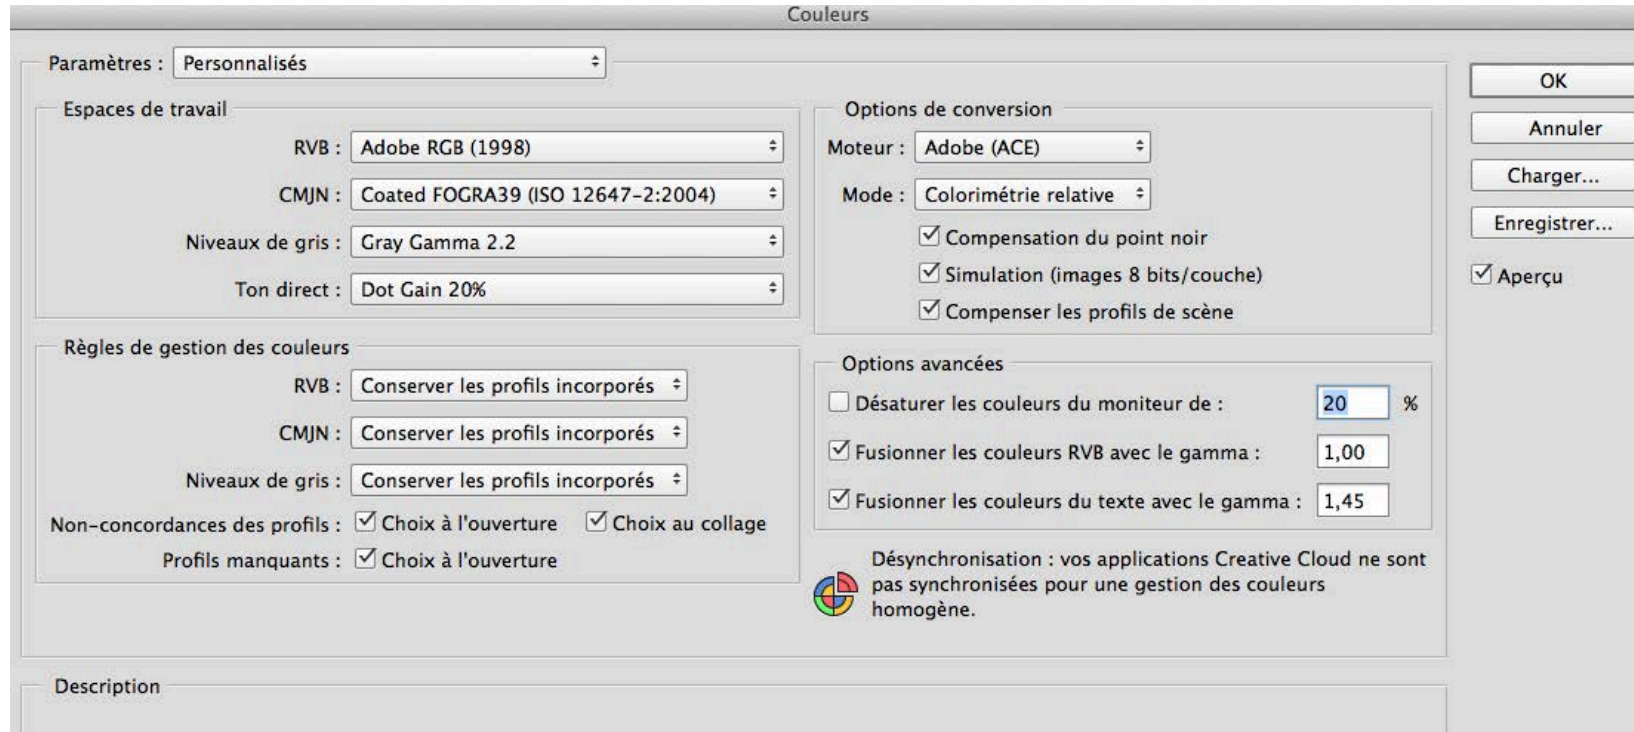 Couleurs
Paramètres : Personnalisés
Espaces de travail
RVB : Adobe RGB (1998)
CMJN : Coated FOGRA39 (ISO 12647-2:2004)
Niveaux de gris : Gray Gamma 2.2
Ton direct : Dot Gain 20%
Règles de gestion des couleurs
RVB : Conserver les profils incorporés
CMJN : Conserver les profils incorporés
Niveaux de gris : Conserver les profils incorporés
Non-concordances des profils : Choix à l'ouverture Choix au collage
Profils manquants : Choix à l'ouverture
Options de conversion
Moteur : Adobe (ACE)
Mode : Colorimétrie relative
Compensation du point noir
Simulation (images 8 bits/couche)
Compenser les profils de scène
Options avancées
Désaturer les couleurs du moniteur de : 20 %
Fusionner les couleurs RVB avec le gamma : 1,00
Fusionner les couleurs du texte avec le gamma : 1,45
Désynchronisation : vos applications Creative Cloud ne sont
pas synchronisées pour une gestion des couleurs
homogène.
OK
Annuler
Charger...
Enregistrer...
Aperçu
Description